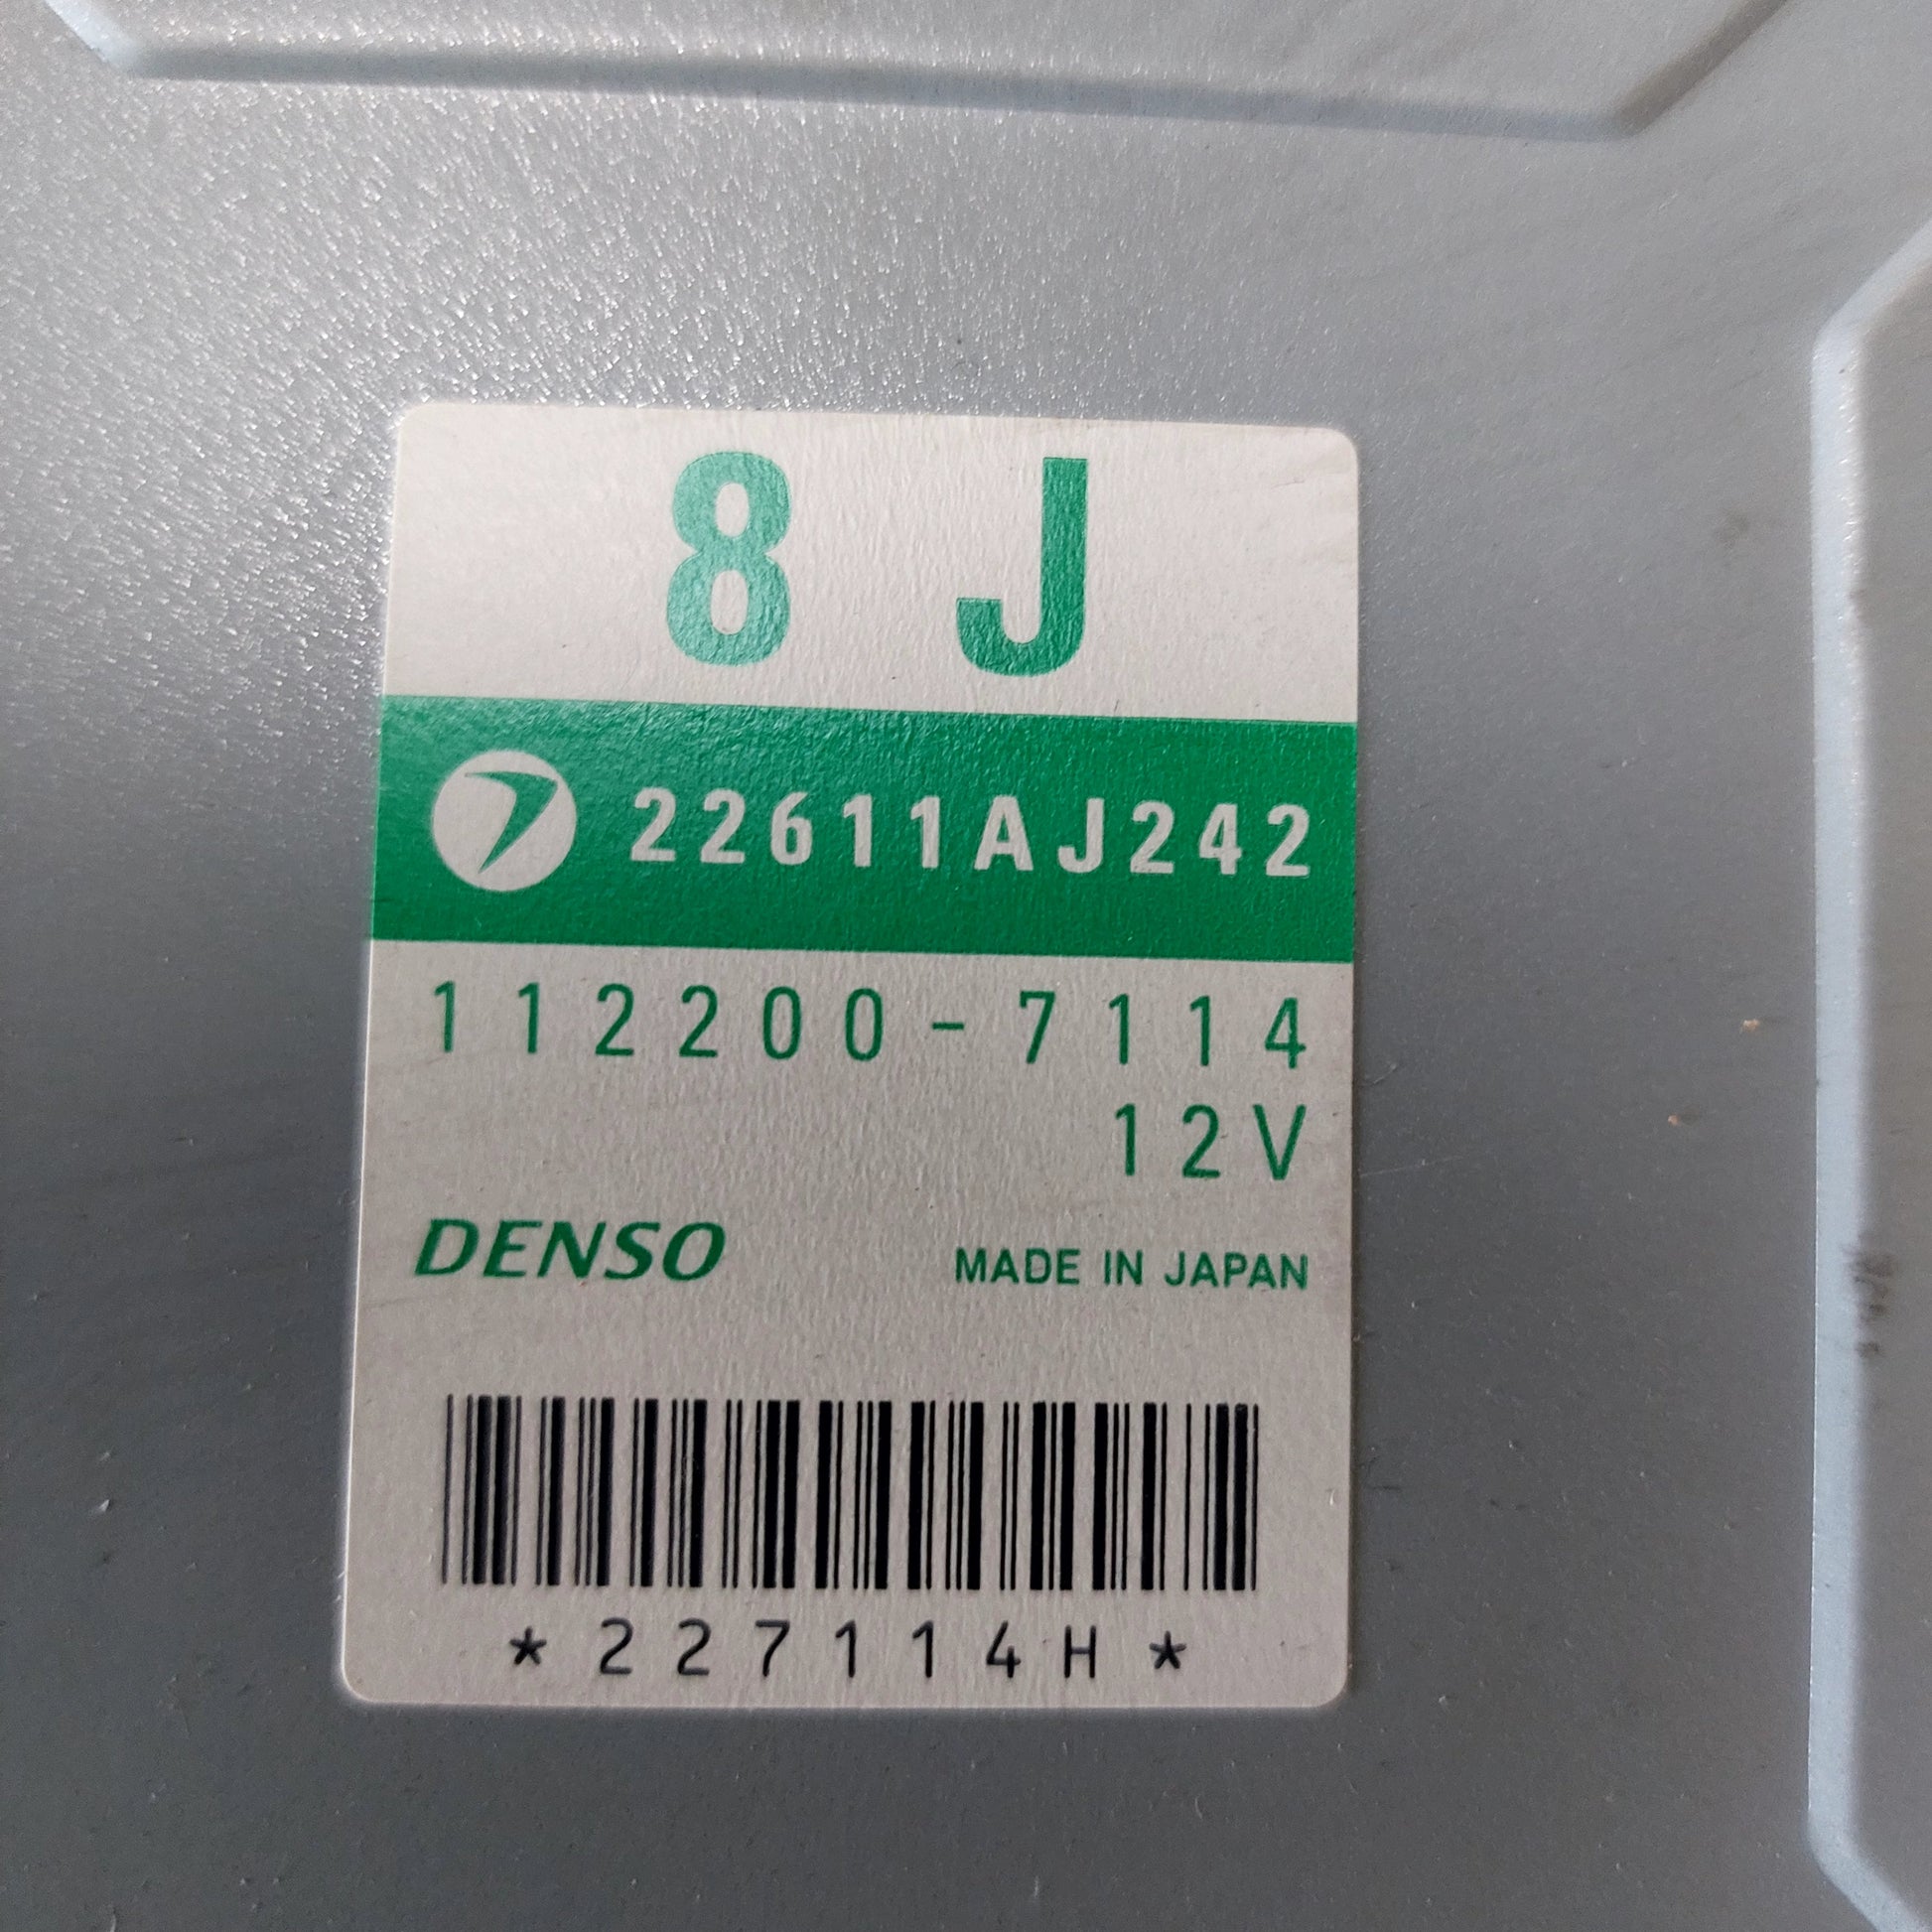 8 J
22611AJ242
112200-7114
12V
DENSO MADE IN JAPAN
*227114H*